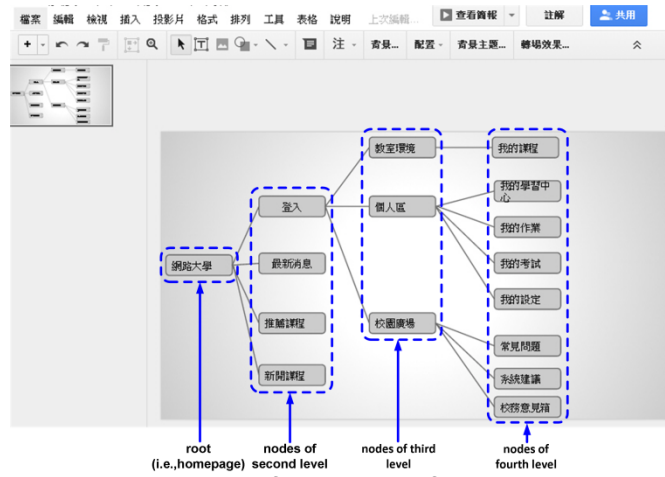 檔案 編輯 檢視 插入 投影片 格式 排列 工具 表格 說明 上次編輯... 查看簡報 註解 共用
注 背景... 配置 背景主題... 轉場效果...
教室環境 我的課程
我的學習中心
登入 個人區
我的作業
網路大學 最新消息 我的考試
我的設定
推薦課程 校園廣場
常見問題
新開課程 系統建議
校務意見箱
root nodes of nodes of third nodes of
(i.e.,homepage) second level level fourth level